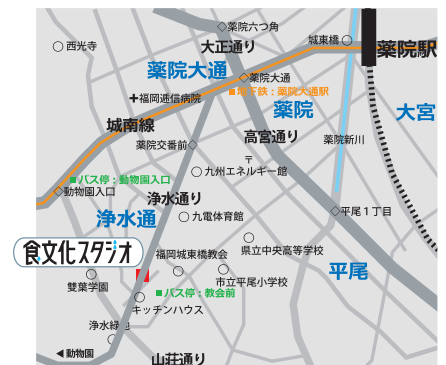 ◇薬院六つ角
城東橋○
○西光寺
大正通り
薬院駅
薬院大通
◇薬院大通
■地下鉄：薬院大通駅
✚福岡逓信病院
薬院
大宮
城南線
高宮通り
薬院交番前◇
薬院新川
〒
○九州エネルギー館
■バス停：動物園入口
◇動物園入口
浄水通り
浄水通
○九電体育館
◇平尾１丁目
食文化スタジオ
福岡城東橋教会
県立中央高等学校
平尾
市立平尾小学校
雙葉学園
■バス停：教会前
キッチンハウス
浄水緑地
◀動物園
山荘通り